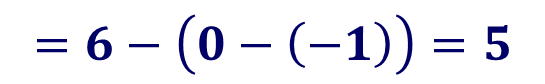 = 6 − (0 − (−1)) = 5